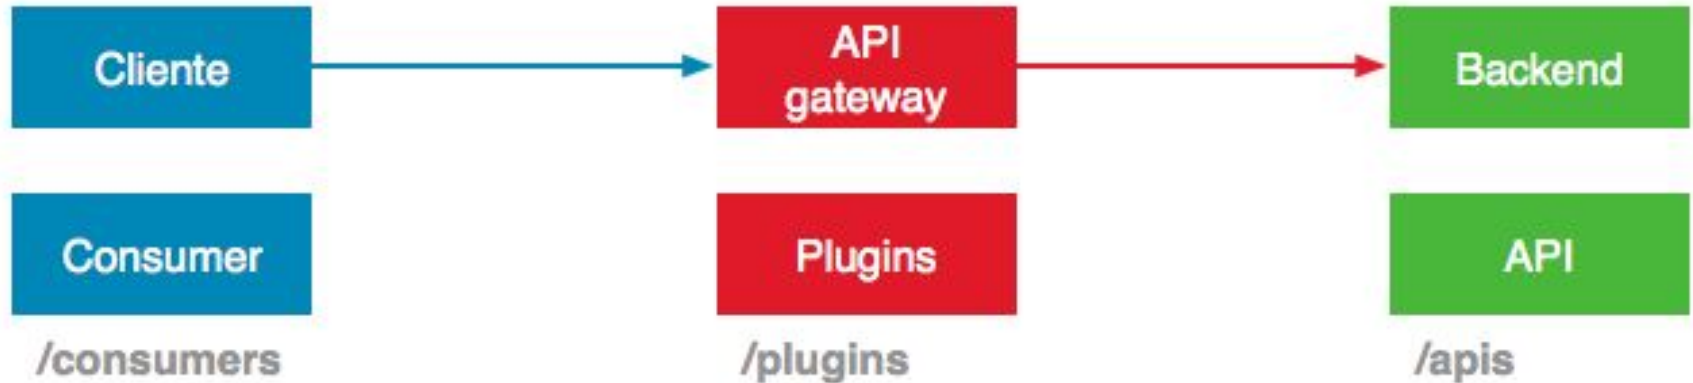 Cliente
API
gateway
Backend
Consumer
Plugins
API
/consumers
/plugins
/apis